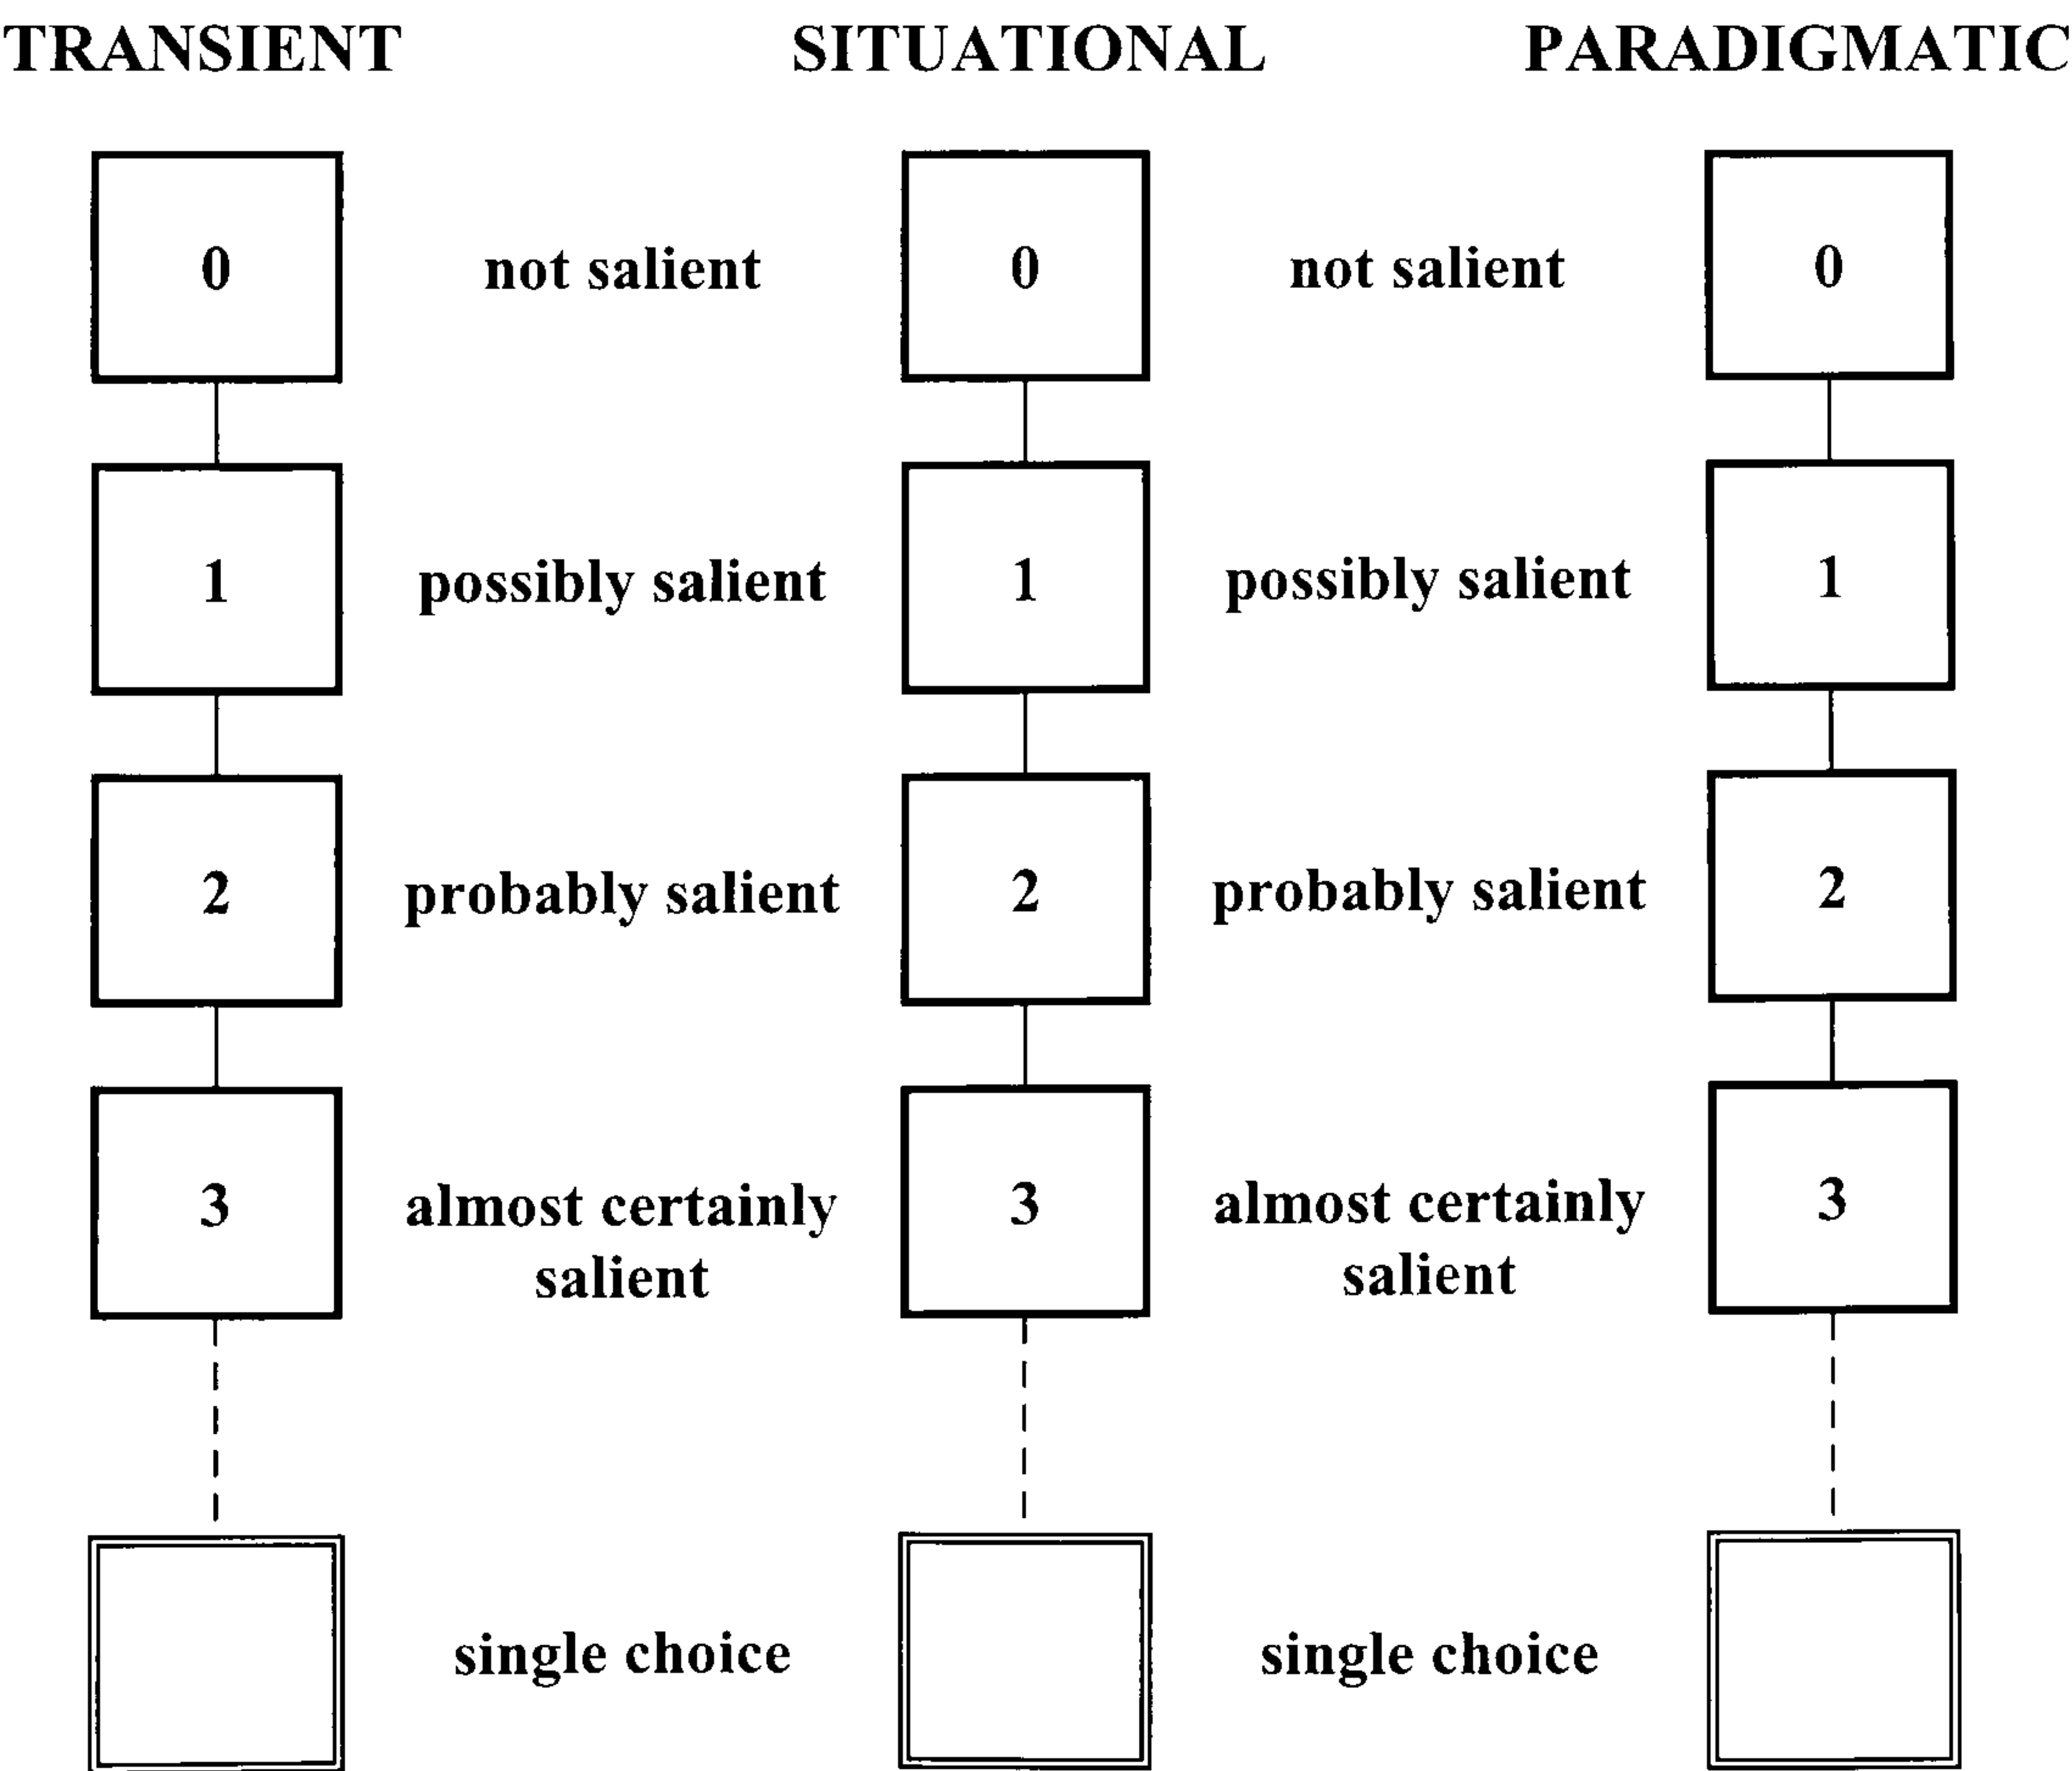 TRANSIENT SITUATIONAL PARADIGMATIC
0 not salient 0 not salient 0
1 possibly salient 1 possibly salient 1
2 probably salient 2 probably salient 2
3 almost certainly 3 almost certainly 3
salient salient
single choice single choice